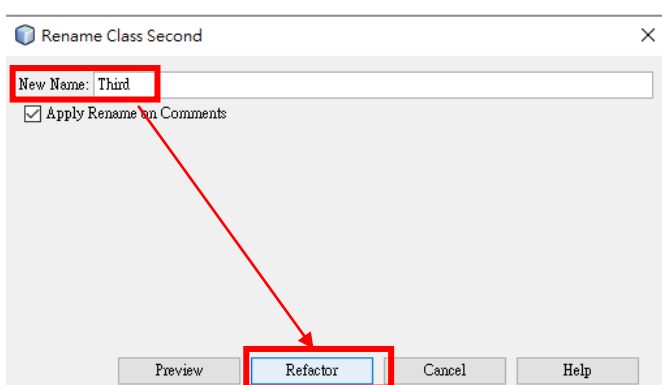 Rename Class Second
New Name: Third
Apply Rename on Comments
Preview Refactor Cancel Help